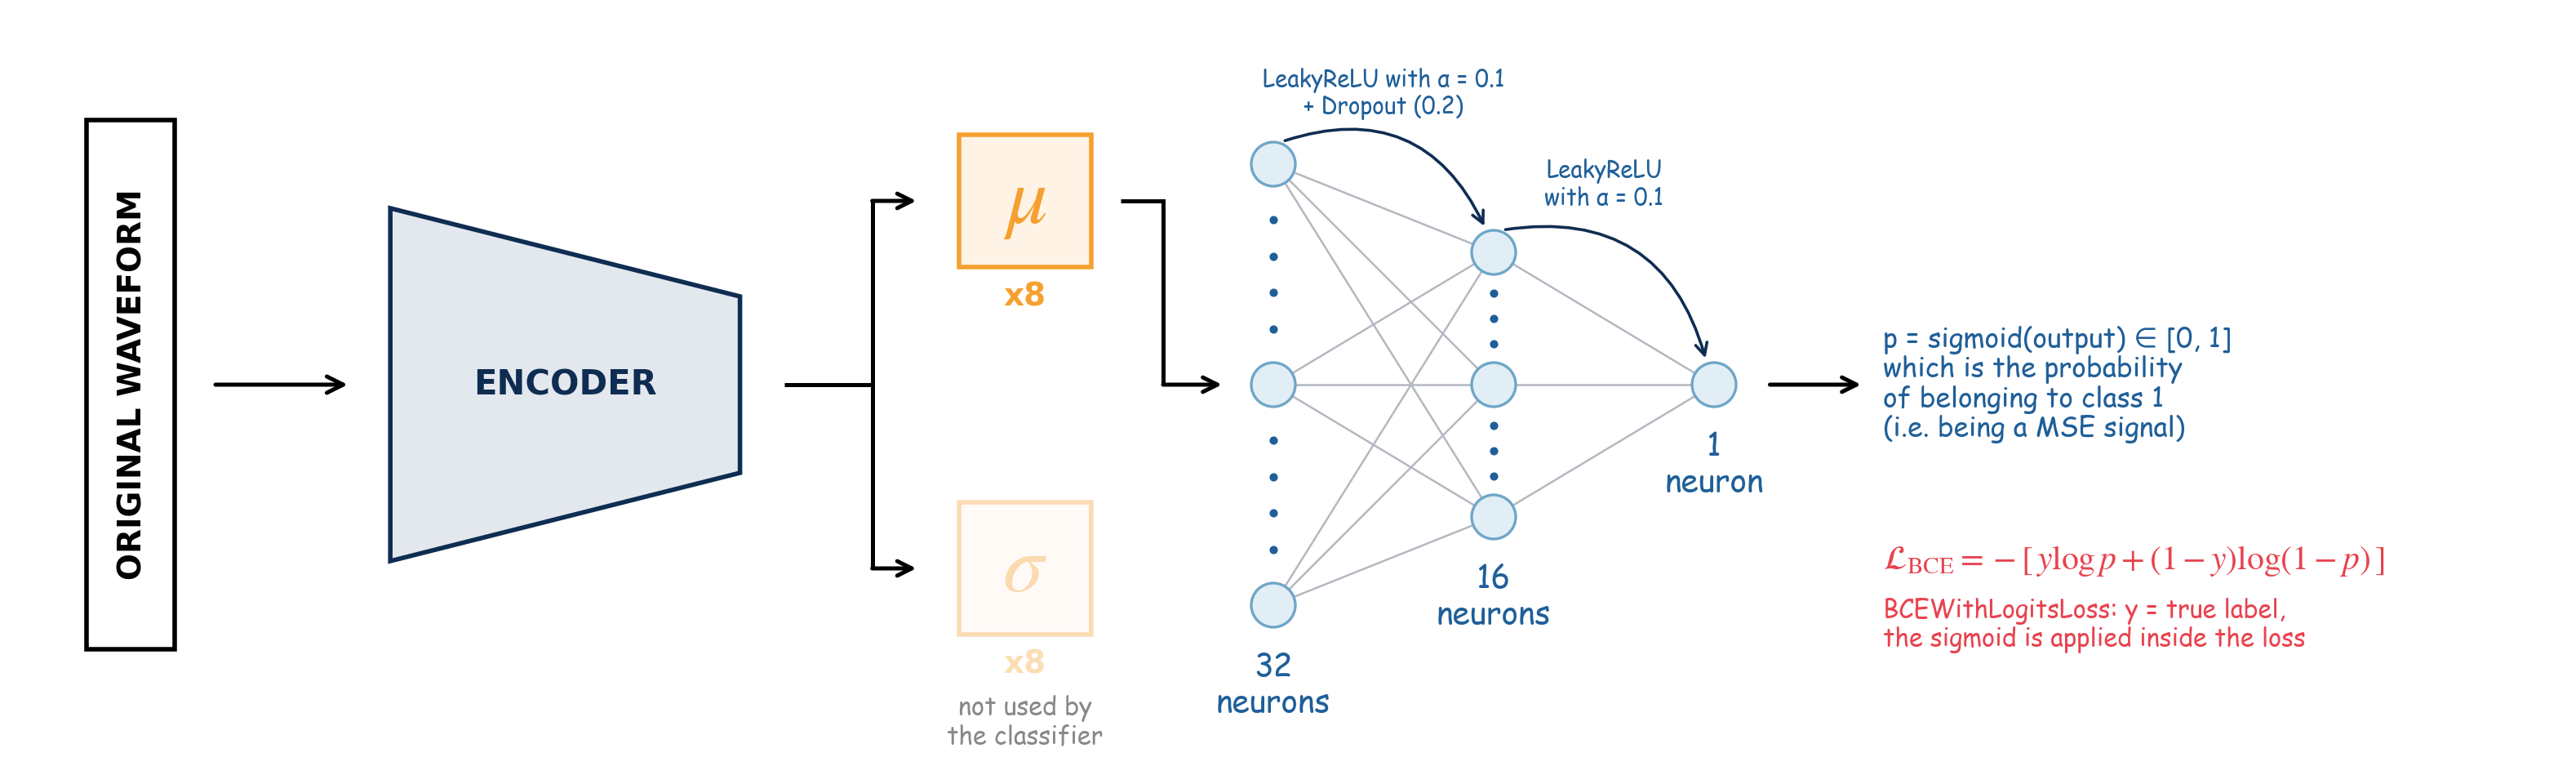 ORIGINAL WAVEFORM
ENCODER
μ
x8
σ
x8
not used by
the classifier
LeakyReLU with α = 0.1
+ Dropout (0.2)
LeakyReLU
with α = 0.1
32
neurons
16
neurons
1
neuron
p = sigmoid(output) ∈ [0, 1]
which is the probability
of belonging to class 1
(i.e. being a MSE signal)
ℒBCE = − [ y log p + (1 − y) log(1 − p) ]
BCEWithLogitsLoss: y = true label,
the sigmoid is applied inside the loss